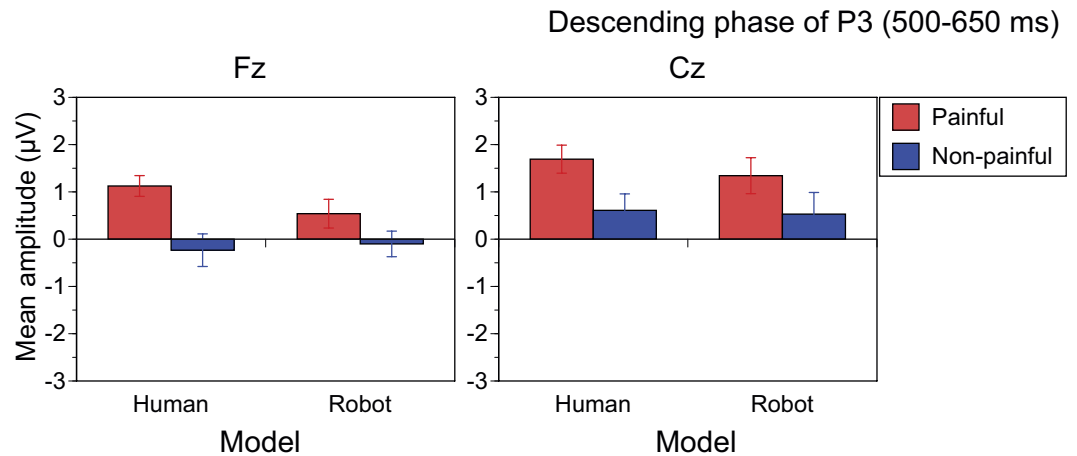 Descending phase of P3 (500-650 ms)
Fz
Cz
Mean amplitude (μV)
3
2
1
0
-1
-2
-3
Human
Robot
Model
3
2
1
0
-1
-2
-3
Human
Robot
Model
Painful
Non-painful